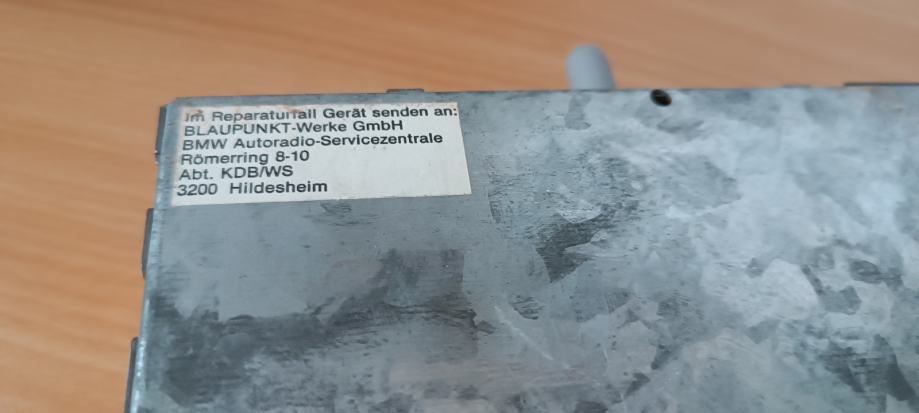 Im Reparaturfall Gerät senden an:
BLAUPUNKT-Werke GmbH
BMW Autoradio-Servicezentrale
Römerring 8-10
Abt. KDB/WS
3200 Hildesheim